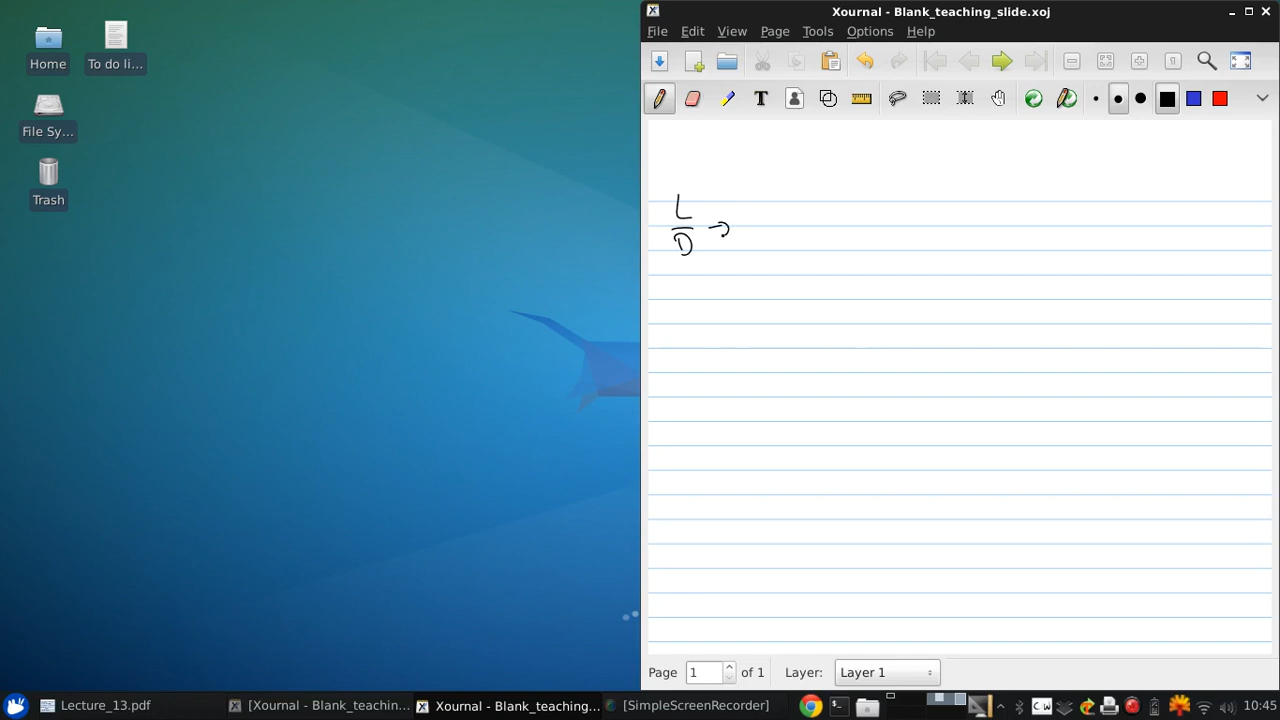 Xournal - Blank_teaching_slide.xoj
File Edit View Page Tools Options Help
Home
To do li...
File Sy...
Trash
L
D →
Page 1 of 1 Layer: Layer 1
Lecture_13.pdf [Xournal - Blank_teachin... Xournal - Blank_teaching... [SimpleScreenRecorder] 10:45